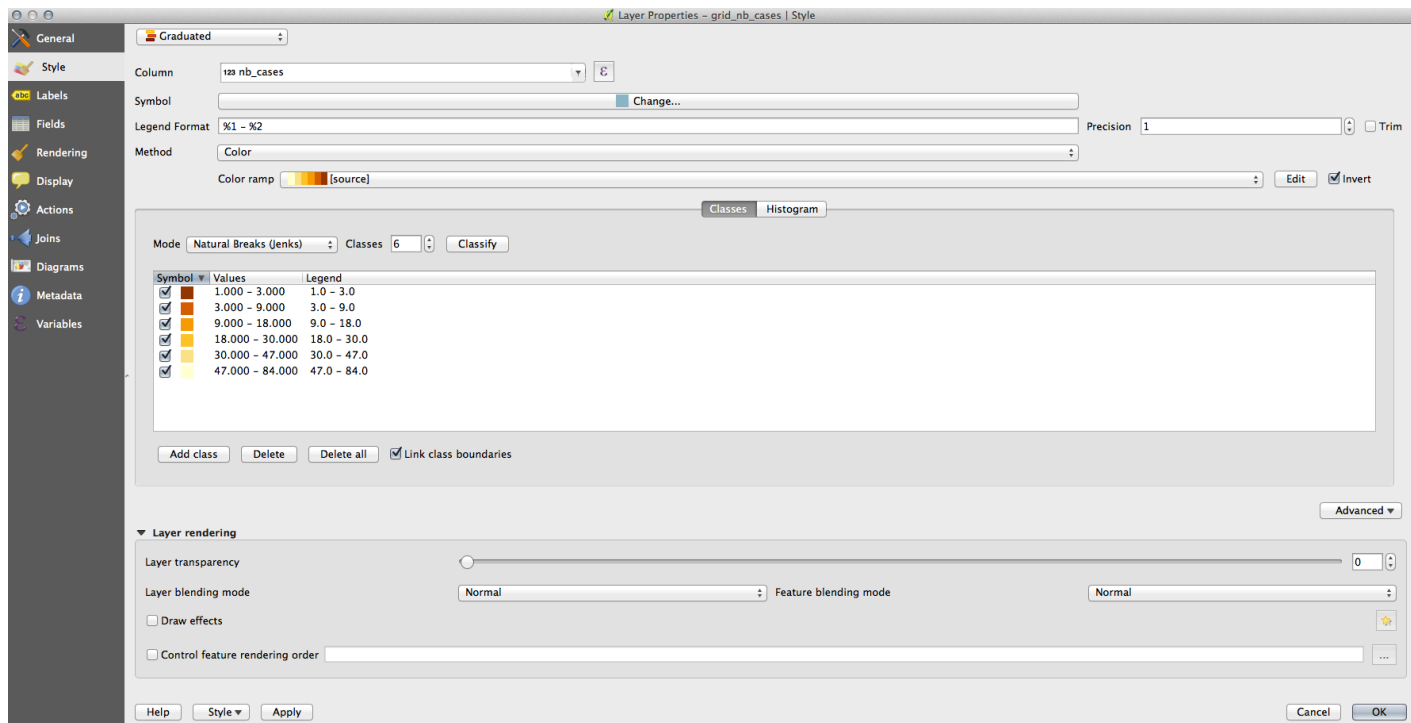 Layer Properties – grid_nb_cases | Style
General
Style
Labels
Fields
Rendering
Display
Actions
Joins
Diagrams
Metadata
Variables
Graduated
Column 123 nb_cases ε
Symbol Change...
Legend Format %1 – %2 Precision 1 Trim
Method Color
Color ramp [source] Edit Invert
Classes Histogram
Mode Natural Breaks (Jenks) Classes 6 Classify
Symbol Values Legend
1.000 – 3.000 1.0 – 3.0
3.000 – 9.000 3.0 – 9.0
9.000 – 18.000 9.0 – 18.0
18.000 – 30.000 18.0 – 30.0
30.000 – 47.000 30.0 – 47.0
47.000 – 84.000 47.0 – 84.0
Add class Delete Delete all Link class boundaries
Advanced
Layer rendering
Layer transparency 0
Layer blending mode Normal Feature blending mode Normal
Draw effects
Control feature rendering order ...
Help Style Apply Cancel OK